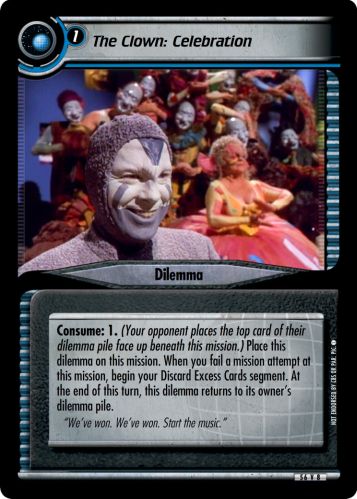 1
The Clown: Celebration
Dilemma
Consume: 1. (Your opponent places the top card of their
dilemma pile face up beneath this mission.) Place this
dilemma on this mission. When you fail a mission attempt at
this mission, begin your Discard Excess Cards segment. At
the end of this turn, this dilemma returns to its owner's
dilemma pile.
"We've won. We've won. Start the music."
NOT ENDORSED BY CBS OR PAR. PIC.
56 V 8